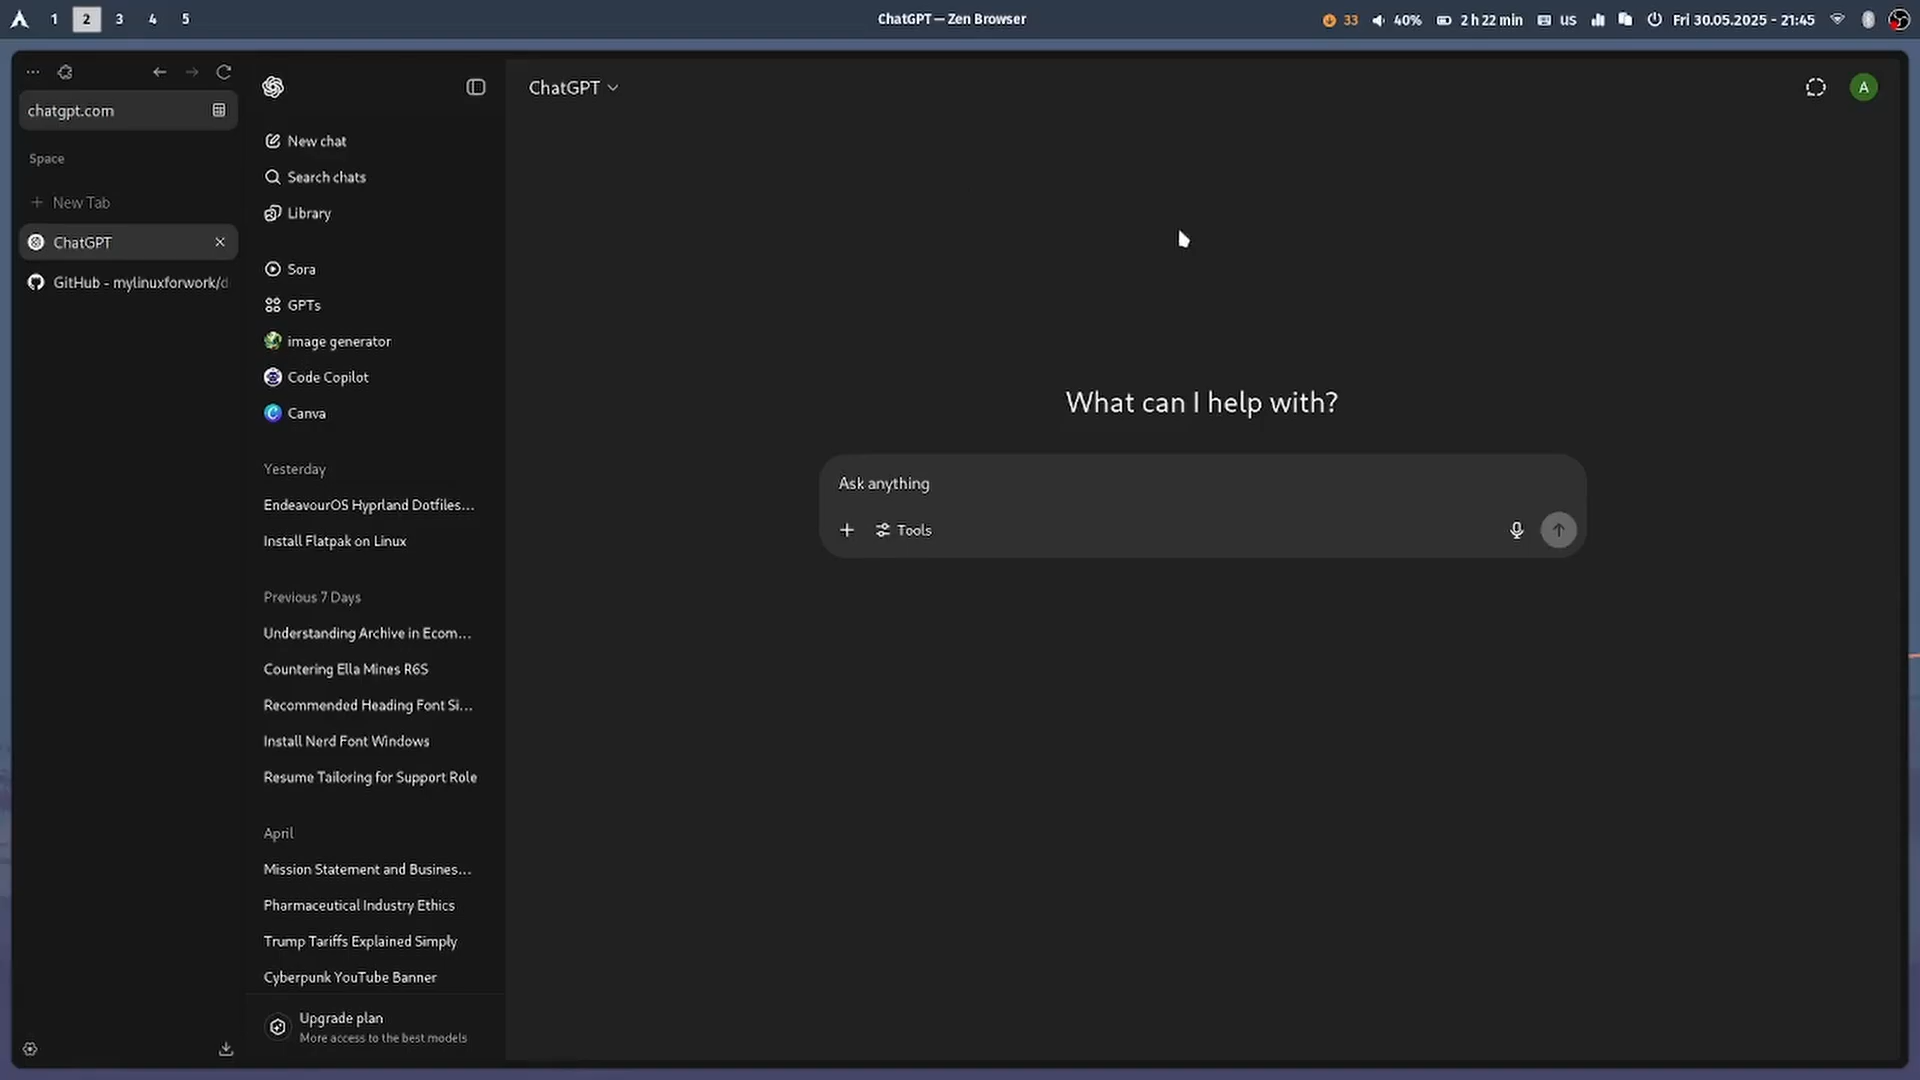 1 2 3 4 5
ChatGPT — Zen Browser
33 40% 2 h 22 min US Fri 30.05.2025 - 21:45
chatgpt.com
Space
New Tab
ChatGPT
GitHub - mylinuxforwork/d
New chat
Search chats
Library
Sora
GPTs
image generator
Code Copilot
Canva
Yesterday
EndeavourOS Hyprland Dotfiles...
Install Flatpak on Linux
Previous 7 Days
Understanding Archive in Ecom...
Countering Ella Mines R6S
Recommended Heading Font Si...
Install Nerd Font Windows
Resume Tailoring for Support Role
April
Mission Statement and Busines...
Pharmaceutical Industry Ethics
Trump Tariffs Explained Simply
Cyberpunk YouTube Banner
Upgrade plan
More access to the best models
ChatGPT
A
What can I help with?
Ask anything
Tools